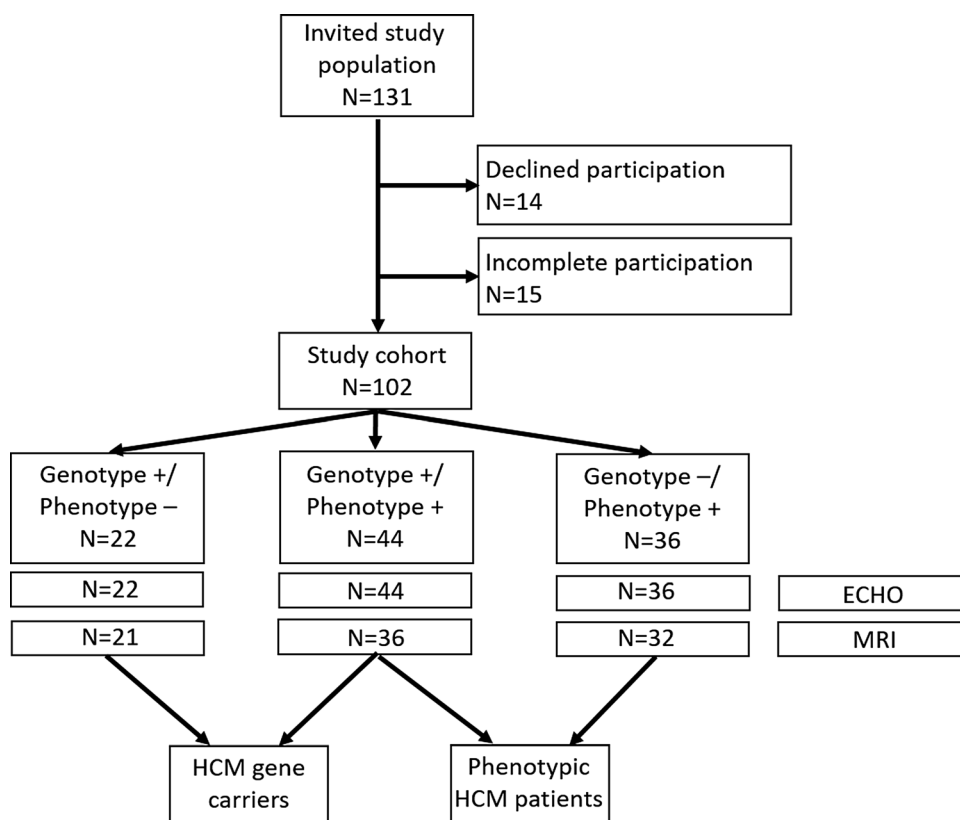 Invited study
population
N=131
Declined participation
N=14
Incomplete participation
N=15
Study cohort
N=102
Genotype +/
Phenotype –
N=22
Genotype +/
Phenotype +
N=44
Genotype –/
Phenotype +
N=36
N=22
N=44
N=36
ECHO
N=21
N=36
N=32
MRI
HCM gene
carriers
Phenotypic
HCM patients